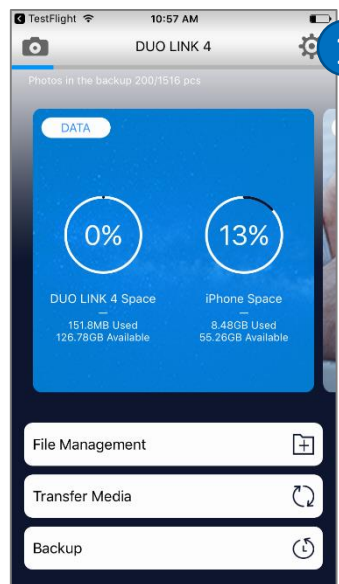 TestFlight 10:57 AM
DUO LINK 4
Photos in the backup 200/1516 pcs
DATA
0% 13%
DUO LINK 4 Space iPhone Space
151.8MB Used 8.48GB Used
126.78GB Available 55.26GB Available
File Management
Transfer Media
Backup